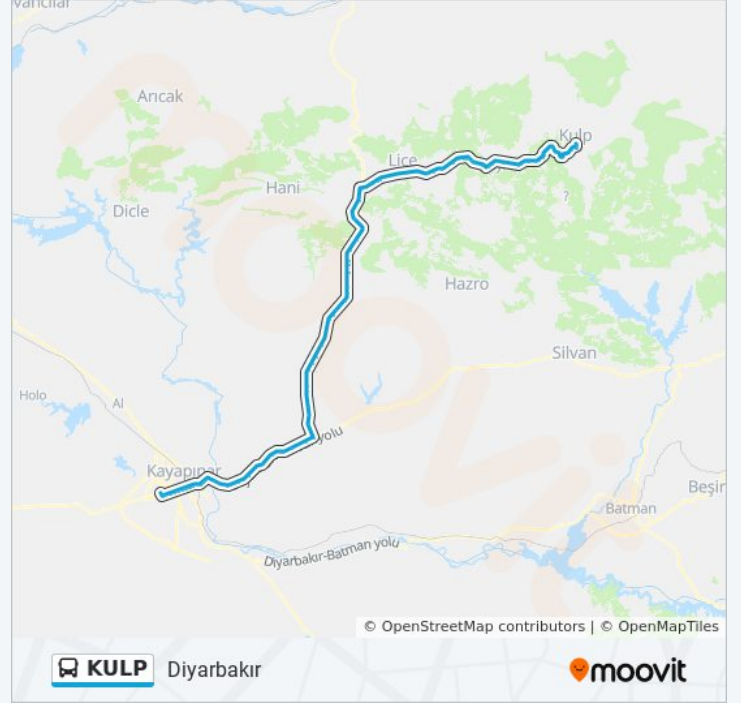 vancılar
Arıcak
Kulp
Lice
Hani
?
Dicle
Hazro
Silvan
Holo
Al
yolu
Kayapınar
Beşir
Batman
Diyarbakır-Batman yolu
© OpenStreetMap contributors | © OpenMapTiles
KULP Diyarbakır moovit